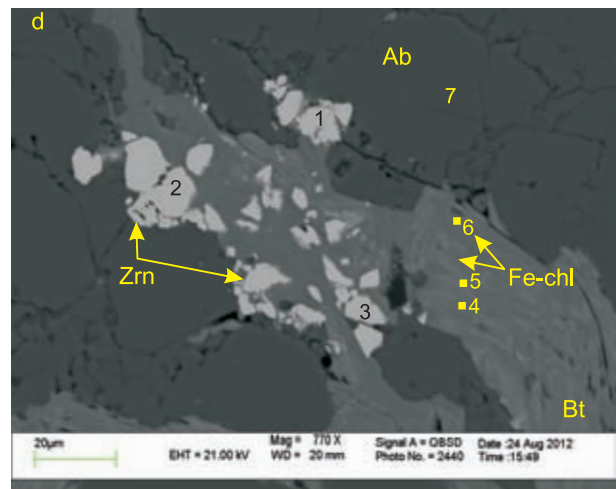 d
Ab
7
1
2
6
Zrn
Fe-chl
5
4
3
Bt
20µm
EHT = 21.00 kV
Mag = 770 X
WD = 20 mm
Signal A = QBSD
Photo No. = 2440
Date :24 Aug 2012
Time :15:49